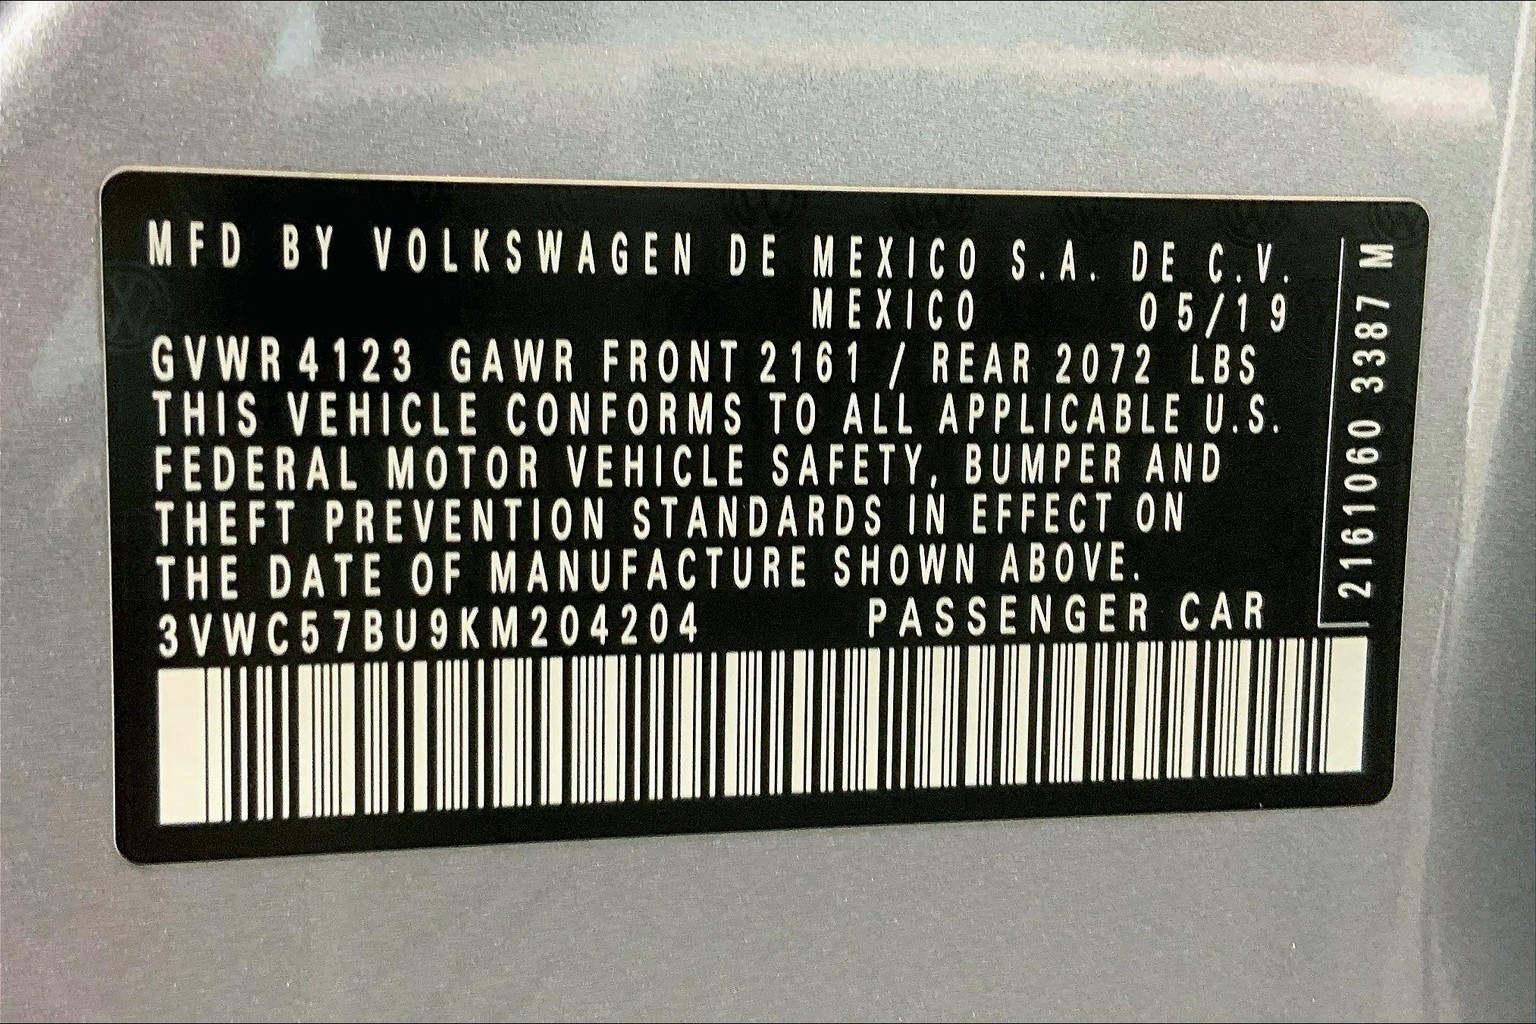 MFD BY VOLKSWAGEN DE MEXICO S.A. DE C.V.
MEXICO 05/19
GVWR 4123 GAWR FRONT 2161 / REAR 2072 LBS
THIS VEHICLE CONFORMS TO ALL APPLICABLE U.S.
FEDERAL MOTOR VEHICLE SAFETY, BUMPER AND
THEFT PREVENTION STANDARDS IN EFFECT ON
THE DATE OF MANUFACTURE SHOWN ABOVE.
3VWC57BU9KM204204 PASSENGER CAR
2161060 3387 M